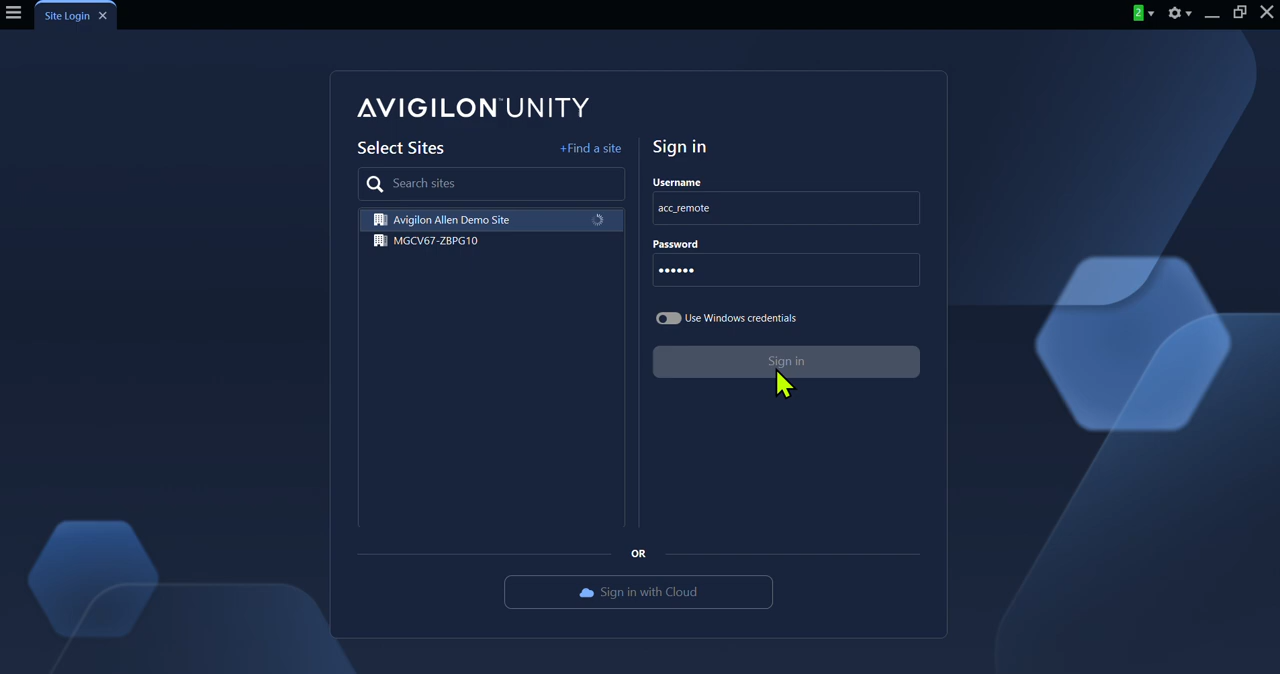 Site Login
2
AVIGILON™ UNITY
Select Sites
+Find a site
Search sites
Avigilon Allen Demo Site
MGCV67-ZBPG10
Sign in
Username
acc_remote
Password
••••••
Use Windows credentials
Sign in
OR
Sign in with Cloud